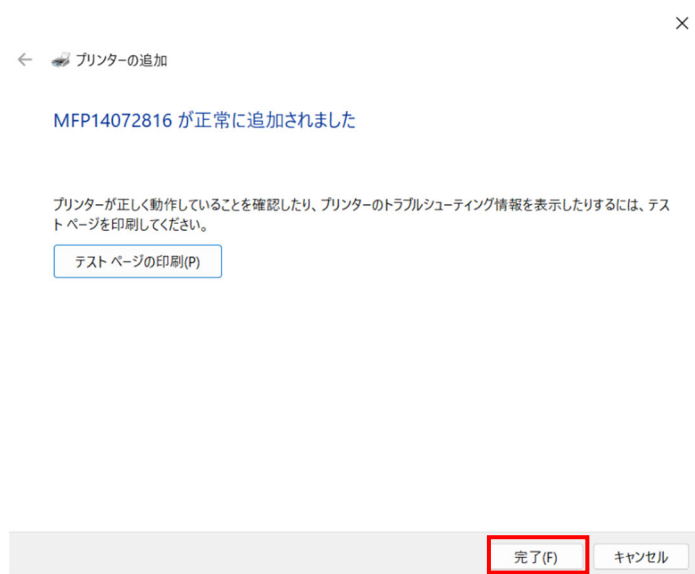 プリンターの追加
MFP14072816 が正常に追加されました
プリンターが正しく動作していることを確認したり、プリンターのトラブルシューティング情報を表示したりするには、テス
ト ページを印刷してください。
テスト ページの印刷(P)
完了(F)
キャンセル